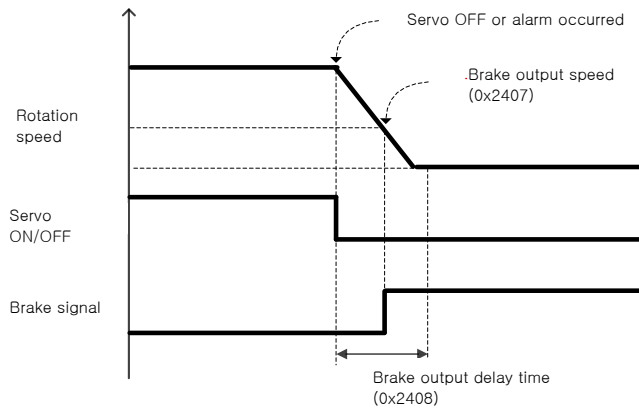 Servo OFF or alarm occurred
.Brake output speed
(0x2407)
Rotation
speed
Servo
ON/OFF
Brake signal
Brake output delay time
(0x2408)